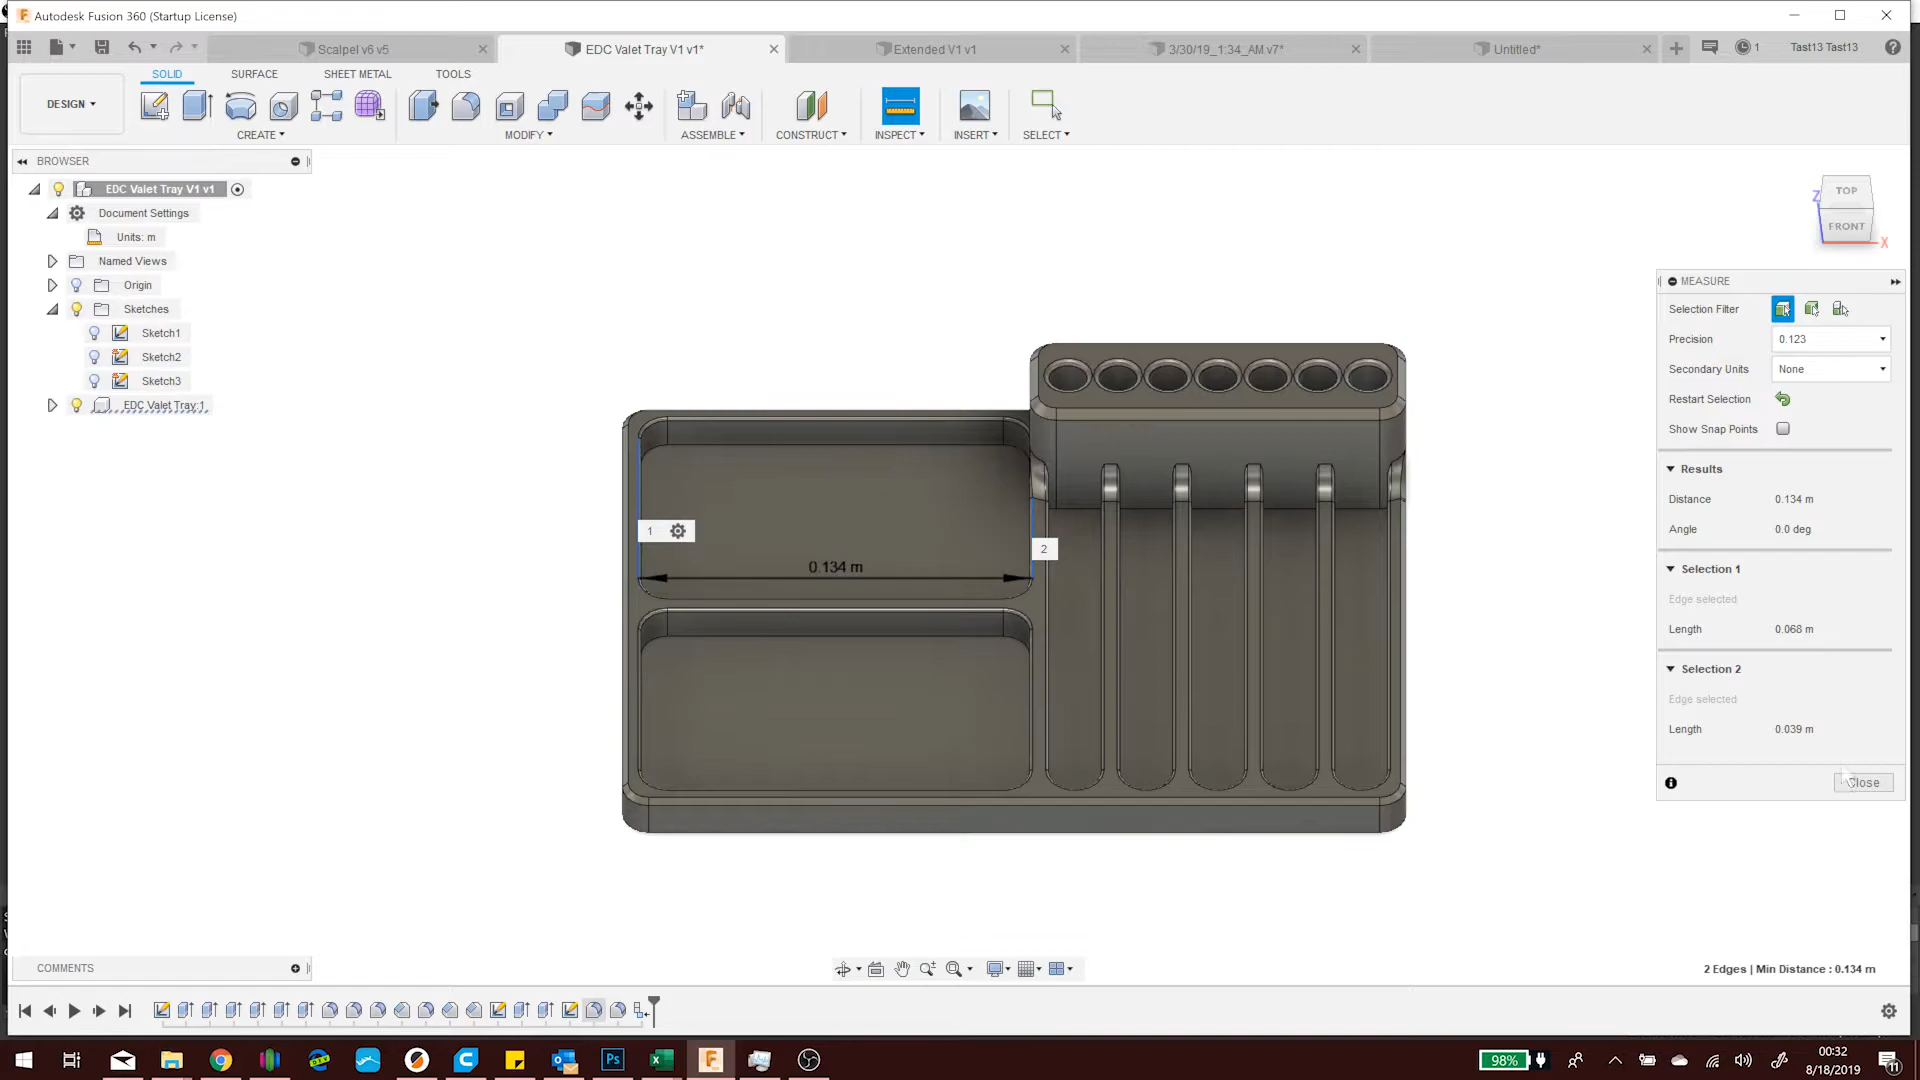 Autodesk Fusion 360 (Startup License)
Scalpel v6 v5
EDC Valet Tray V1 v1*
Extended V1 v1
3/30/19_1:34_AM v7*
Untitled*
1
Tast13 Tast13
DESIGN
SOLID
SURFACE
SHEET METAL
TOOLS
CREATE
MODIFY
ASSEMBLE
CONSTRUCT
INSPECT
INSERT
SELECT
BROWSER
EDC Valet Tray V1 v1
Document Settings
Units: m
Named Views
Origin
Sketches
Sketch1
Sketch2
Sketch3
EDC Valet Tray:1
TOP
FRONT
Z
X
1
2
0.134 m
MEASURE
Selection Filter
Precision 0.123
Secondary Units None
Restart Selection
Show Snap Points
Results
Distance 0.134 m
Angle 0.0 deg
Selection 1
Edge selected
Length 0.068 m
Selection 2
Edge selected
Length 0.039 m
Close
COMMENTS
2 Edges | Min Distance : 0.134 m
Ps
98%
00:32
8/18/2019
11